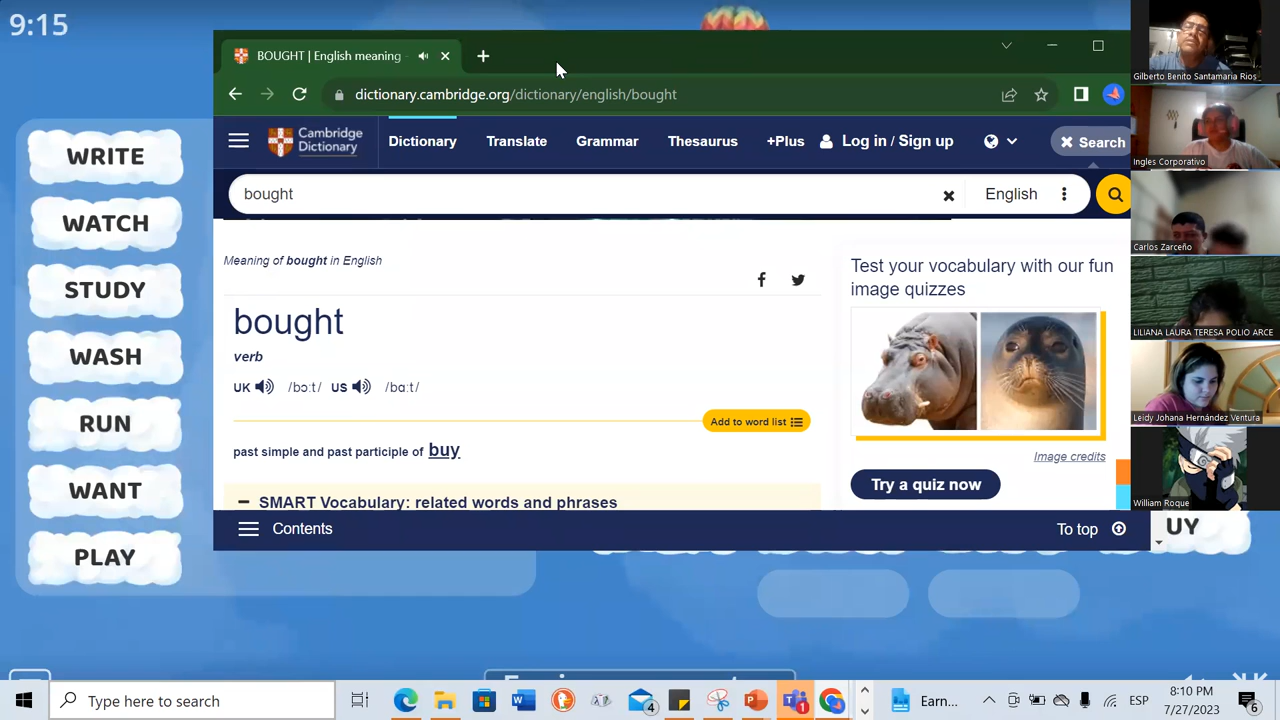 9:15
BOUGHT | English meaning
dictionary.cambridge.org/dictionary/english/bought
Cambridge
Dictionary
Dictionary
Translate
Grammar
Thesaurus
+Plus
Log in / Sign up
Search
bought
English
Meaning of bought in English
bought
verb
UK /bɔːt/ US /bɑːt/
Add to word list
past simple and past participle of buy
SMART Vocabulary: related words and phrases
Contents
To top
Test your vocabulary with our fun
image quizzes
Image credits
Try a quiz now
WRITE
WATCH
STUDY
WASH
RUN
WANT
PLAY
UY
Gilberto Benito Santamaria Rios
Ingles Corporativo
Carlos Zarceño
LILIANA LAURA TERESA POLIO ARCE
Leidy Johana Hernández Ventura
William Roque
Type here to search
4
1
Earn...
ESP
8:10 PM
7/27/2023
6